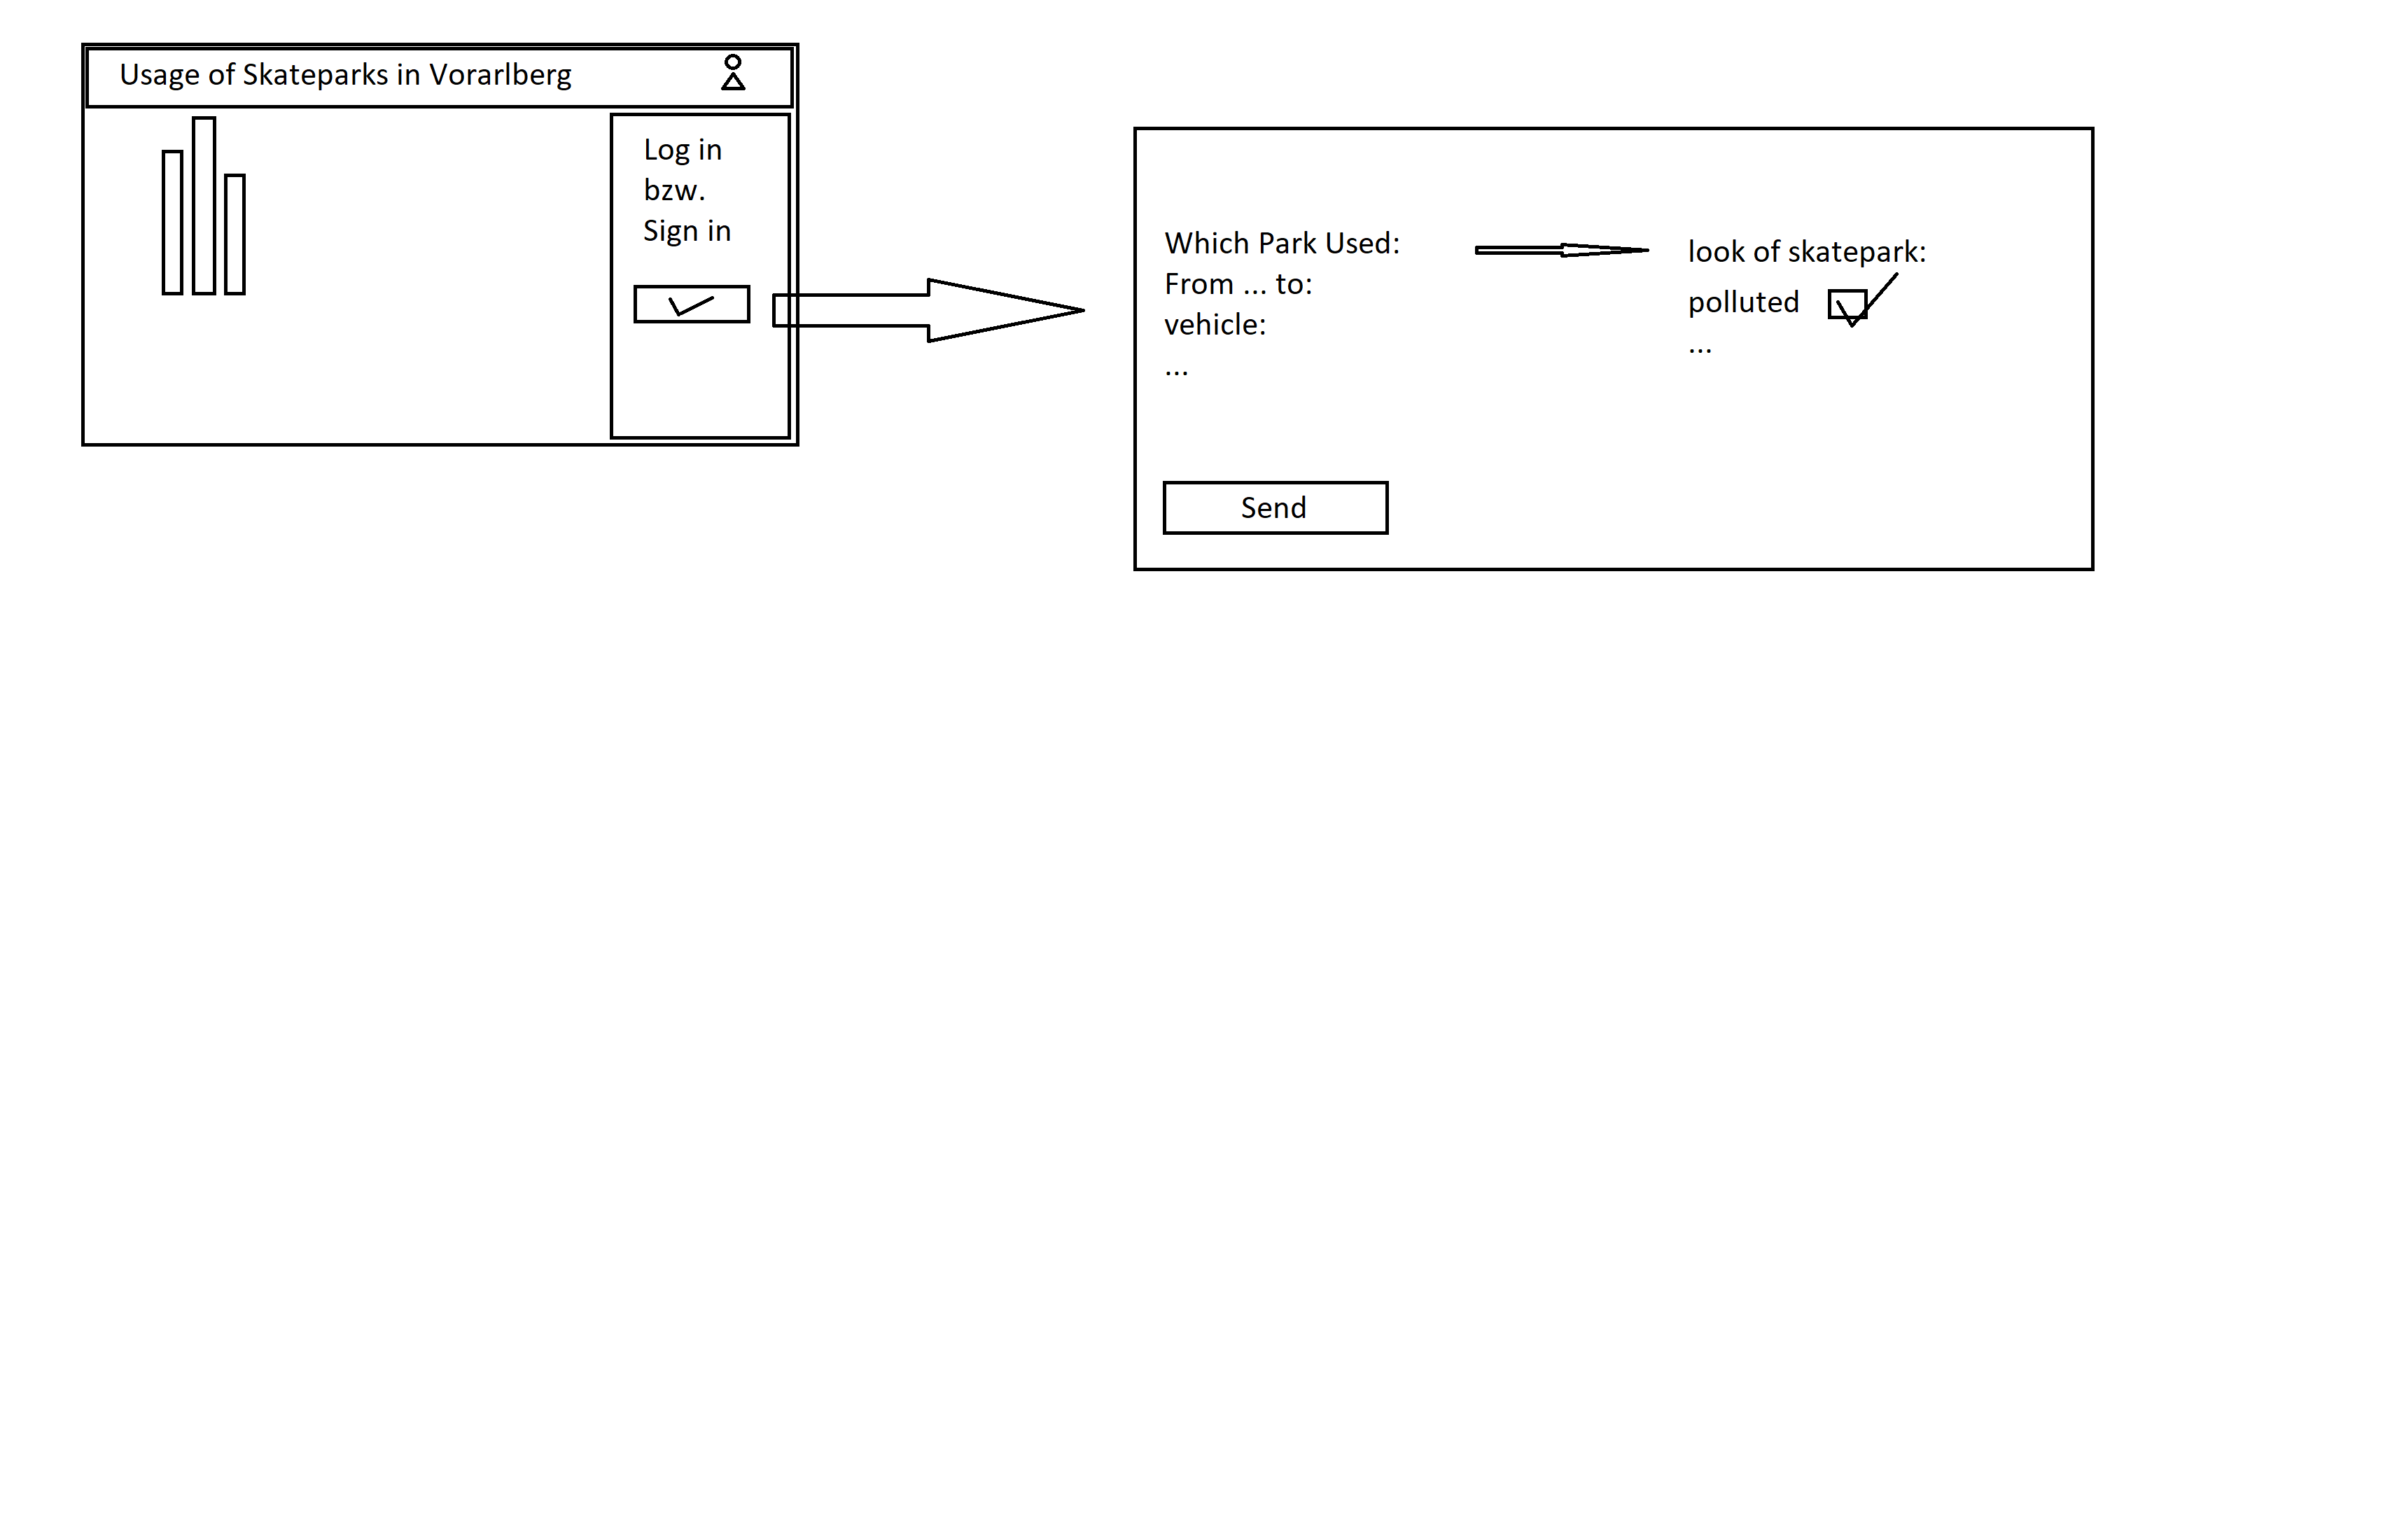 Usage of Skateparks in Vorarlberg
Log in
bzw.
Sign in
Which Park Used:
From ... to:
vehicle:
...
Send
look of skatepark:
polluted
...